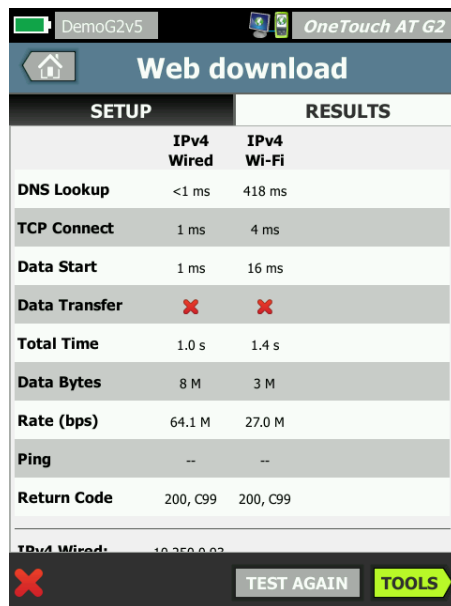 DemoG2v5
OneTouch AT G2
Web download
SETUP
RESULTS
IPv4 IPv4
Wired Wi-Fi
DNS Lookup <1 ms 418 ms
TCP Connect 1 ms 4 ms
Data Start 1 ms 16 ms
Data Transfer
Total Time 1.0 s 1.4 s
Data Bytes 8 M 3 M
Rate (bps) 64.1 M 27.0 M
Ping -- --
Return Code 200, C99 200, C99
IPv4 Wired:
TEST AGAIN
TOOLS